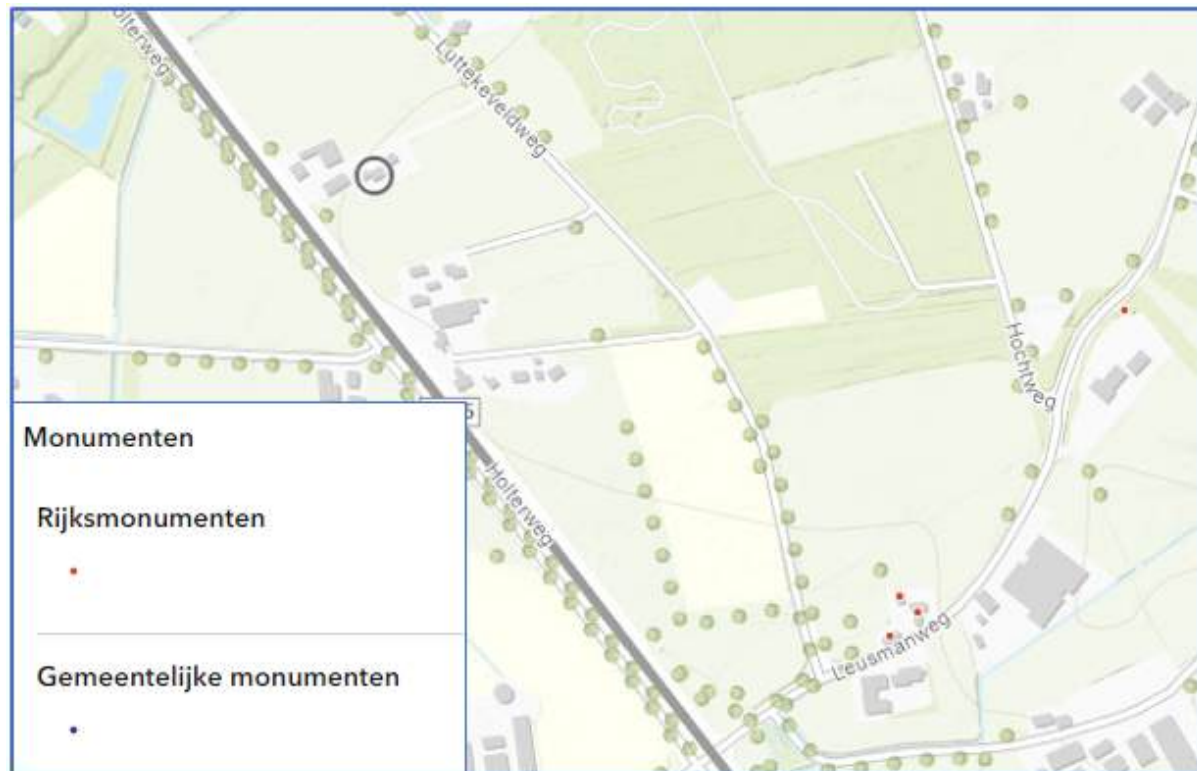 Holterweg
Luttekeveldweg
Hochtweg
Holterweg
Leusmanweg
Monumenten
Rijksmonumenten
Gemeentelijke monumenten